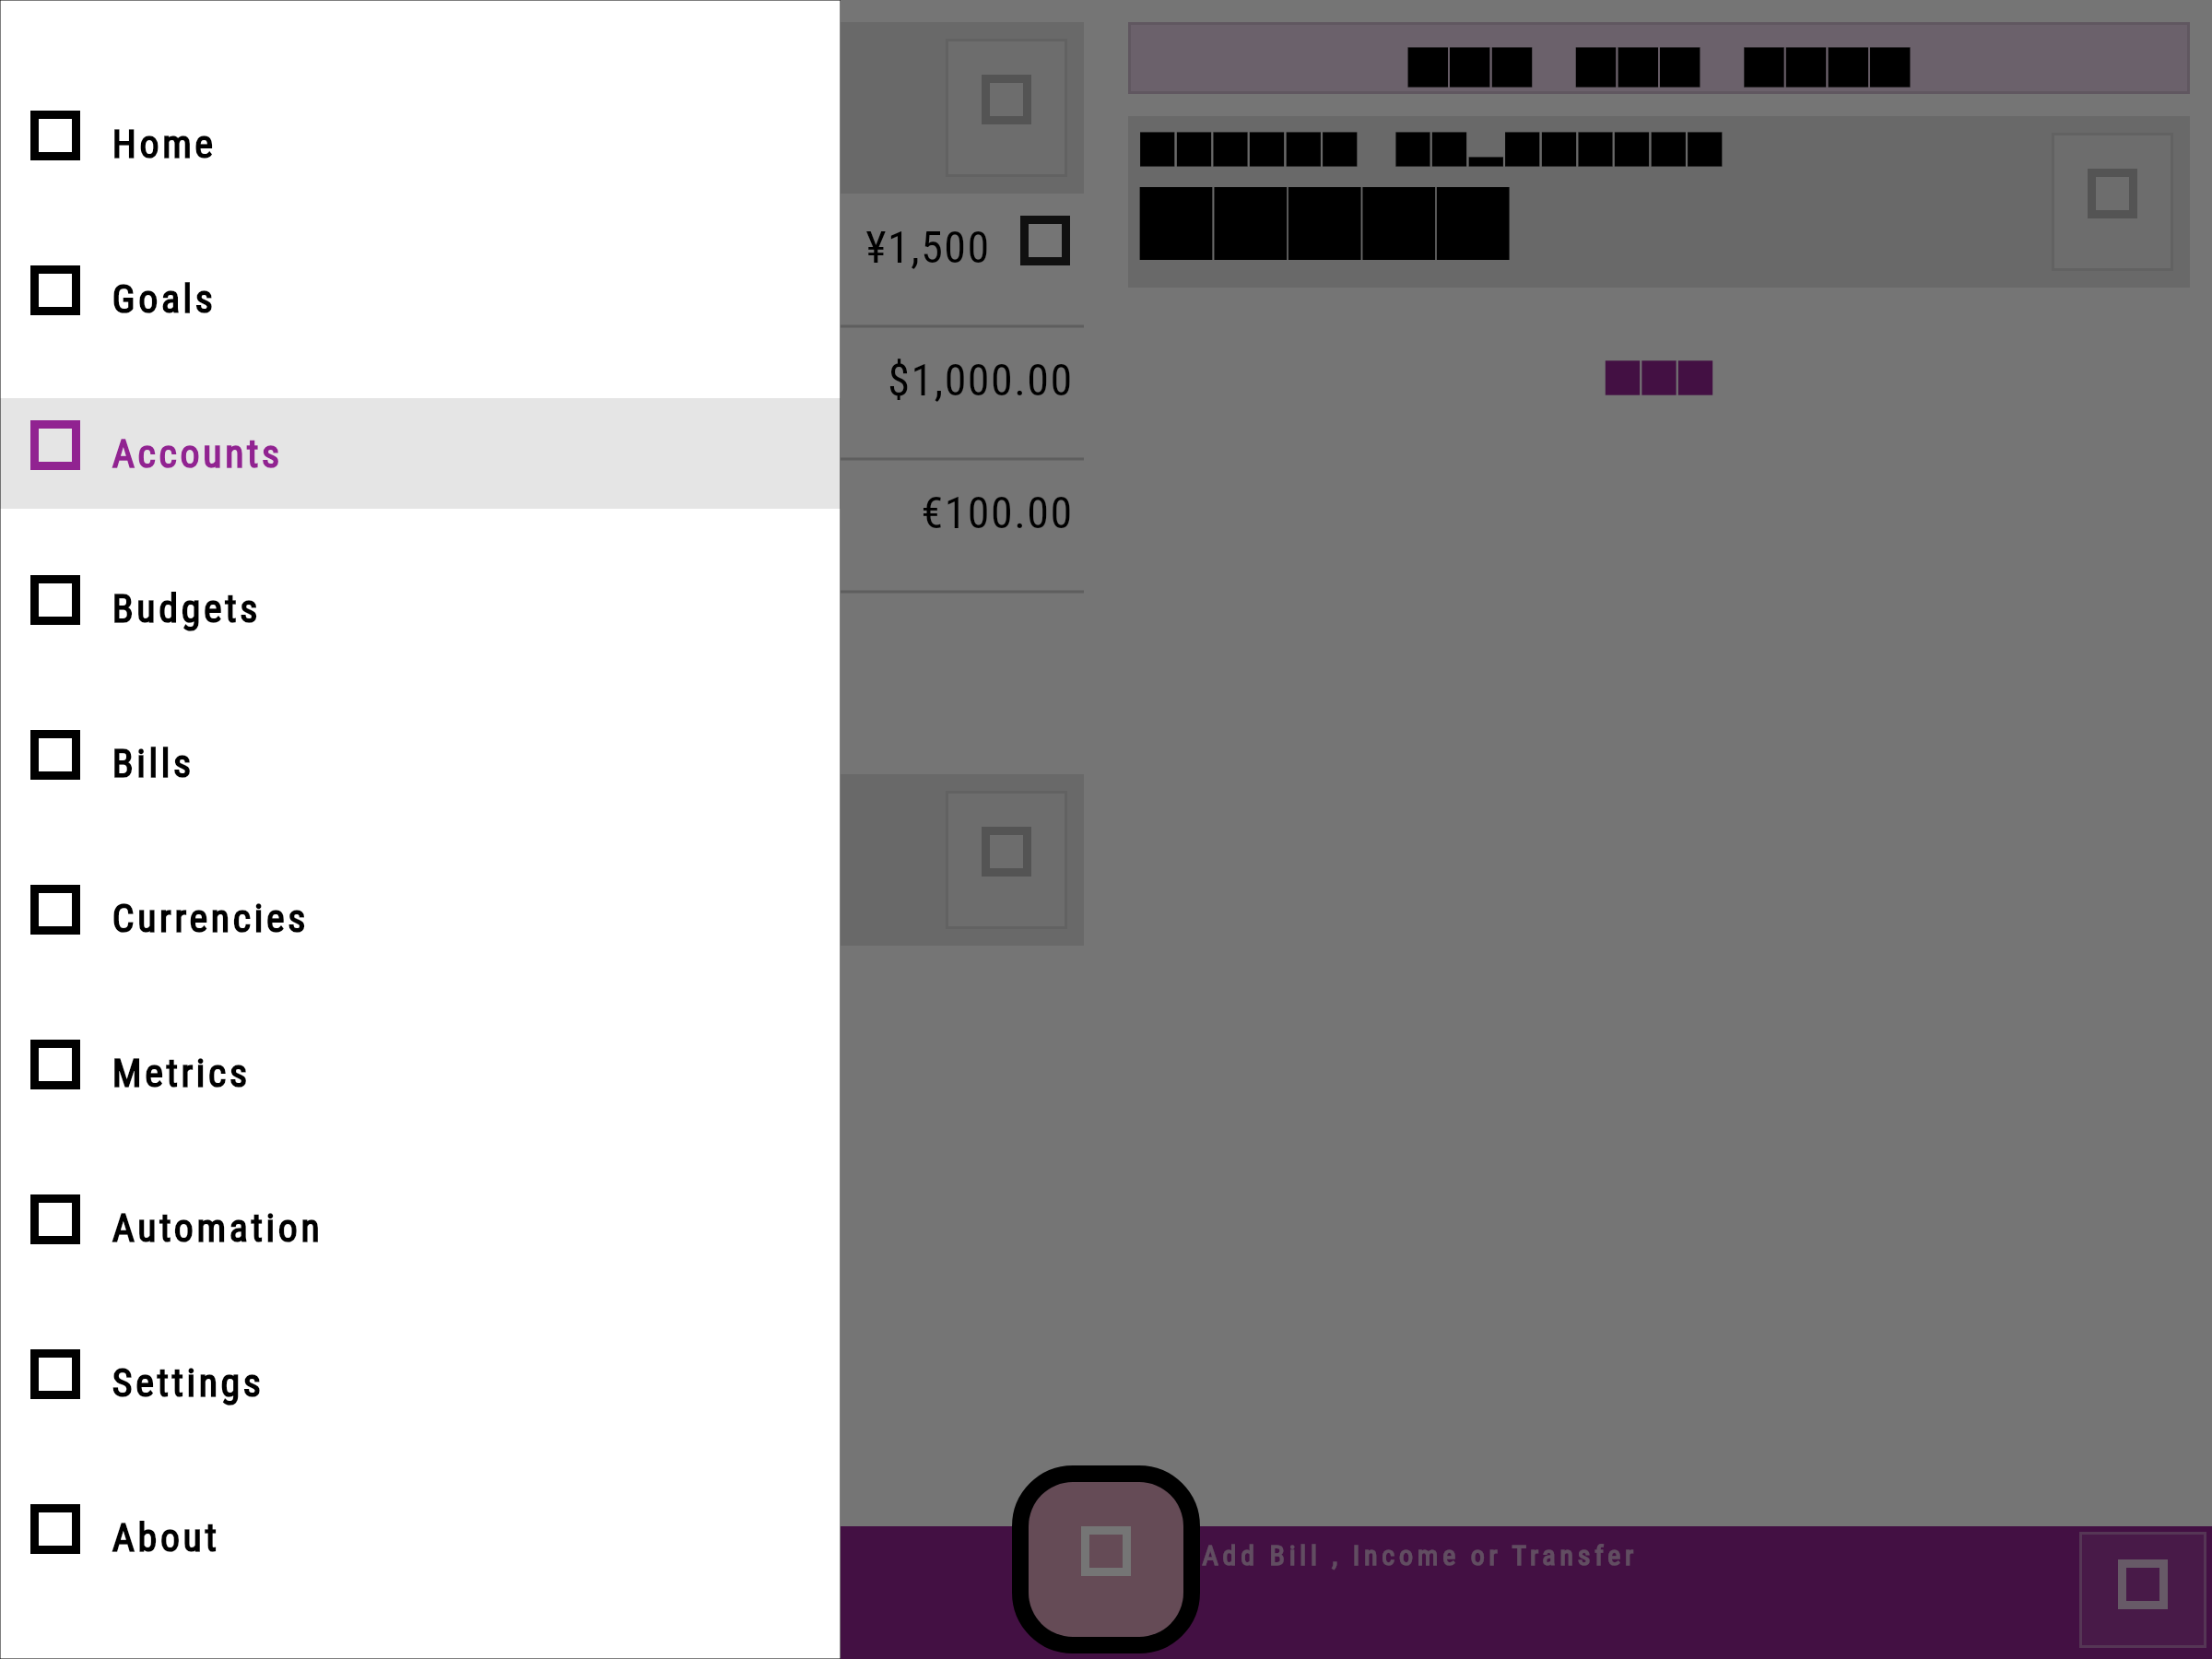 Home
Goals
Accounts
Budgets
Bills
Currencies
Metrics
Automation
Settings
About
¥1,500
$1,000.00
€100.00
Add Bill , Income or Transfer